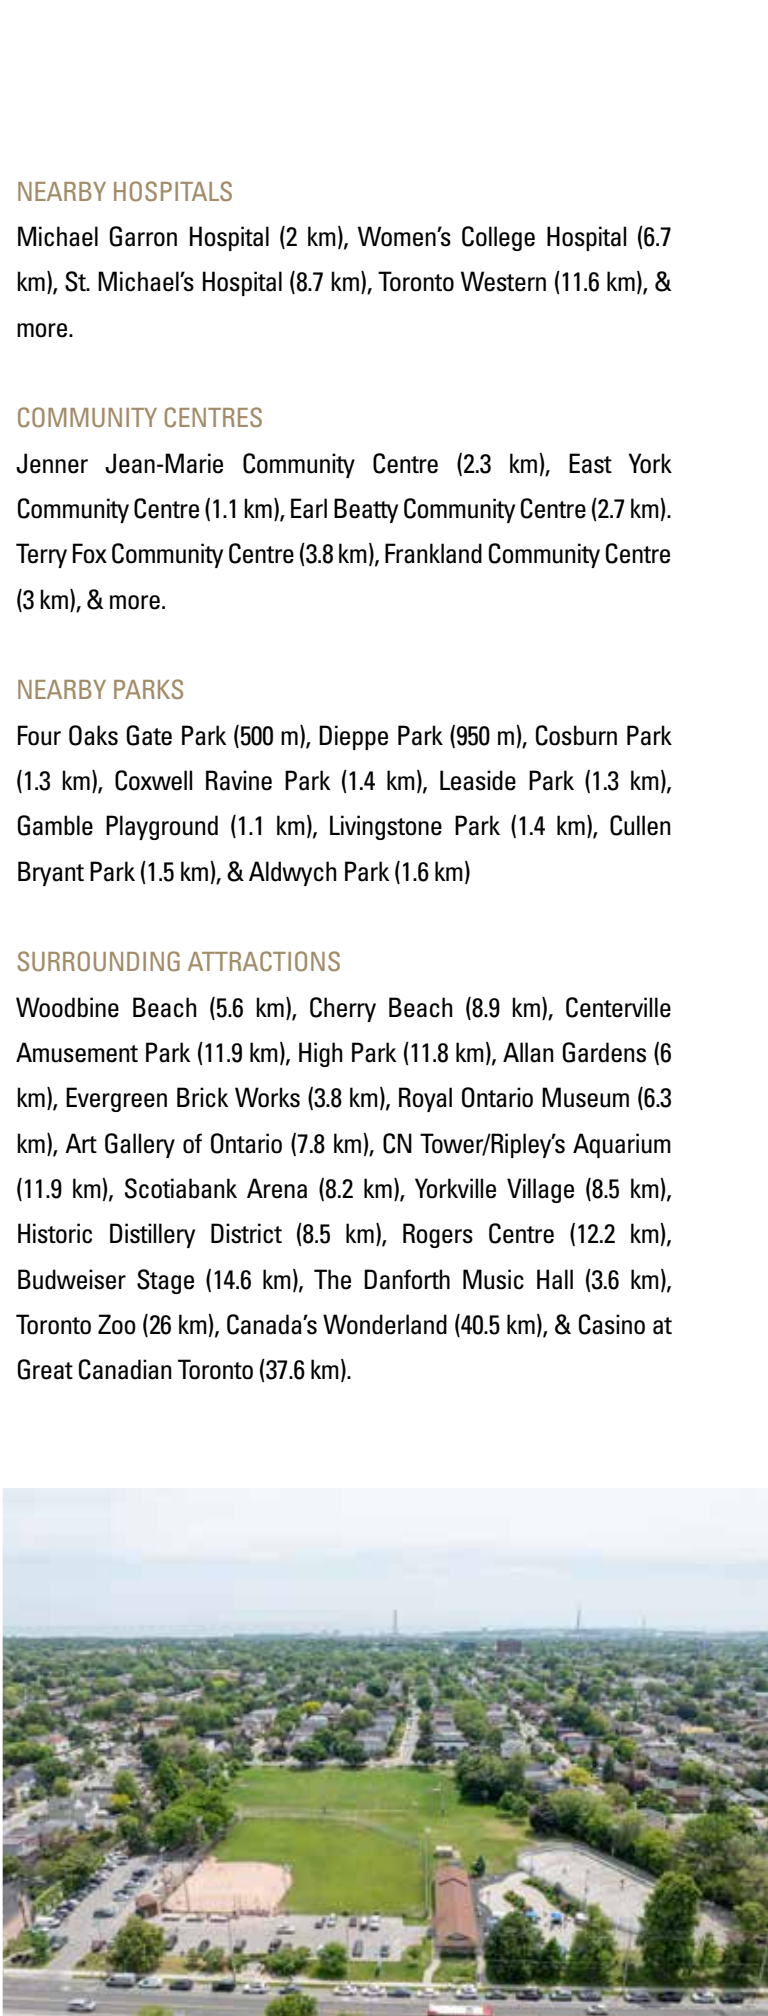 NEARBY HOSPITALS
Michael Garron Hospital (2 km), Women’s College Hospital (6.7
km), St. Michael’s Hospital (8.7 km), Toronto Western (11.6 km), &
more.
COMMUNITY CENTRES
Jenner Jean-Marie Community Centre (2.3 km), East York
Community Centre (1.1 km), Earl Beatty Community Centre (2.7 km).
Terry Fox Community Centre (3.8 km), Frankland Community Centre
(3 km), & more.
NEARBY PARKS
Four Oaks Gate Park (500 m), Dieppe Park (950 m), Cosburn Park
(1.3 km), Coxwell Ravine Park (1.4 km), Leaside Park (1.3 km),
Gamble Playground (1.1 km), Livingstone Park (1.4 km), Cullen
Bryant Park (1.5 km), & Aldwych Park (1.6 km)
SURROUNDING ATTRACTIONS
Woodbine Beach (5.6 km), Cherry Beach (8.9 km), Centerville
Amusement Park (11.9 km), High Park (11.8 km), Allan Gardens (6
km), Evergreen Brick Works (3.8 km), Royal Ontario Museum (6.3
km), Art Gallery of Ontario (7.8 km), CN Tower/Ripley’s Aquarium
(11.9 km), Scotiabank Arena (8.2 km), Yorkville Village (8.5 km),
Historic Distillery District (8.5 km), Rogers Centre (12.2 km),
Budweiser Stage (14.6 km), The Danforth Music Hall (3.6 km),
Toronto Zoo (26 km), Canada’s Wonderland (40.5 km), & Casino at
Great Canadian Toronto (37.6 km).